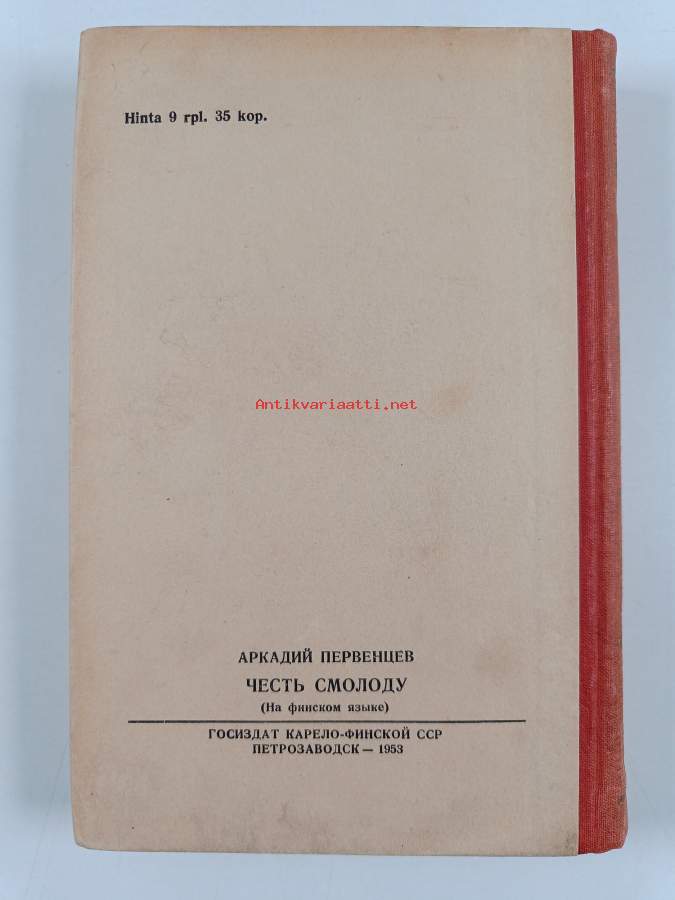 Hinta 9 rpl. 35 kop.
Antikvariaatti.net
АРКАДИЙ ПЕРВЕНЦЕВ
ЧЕСТЬ СМОЛОДУ
(На финском языке)
ГОСИЗДАТ КАРЕЛО-ФИНСКОЙ ССР
ПЕТРОЗАВОДСК — 1953